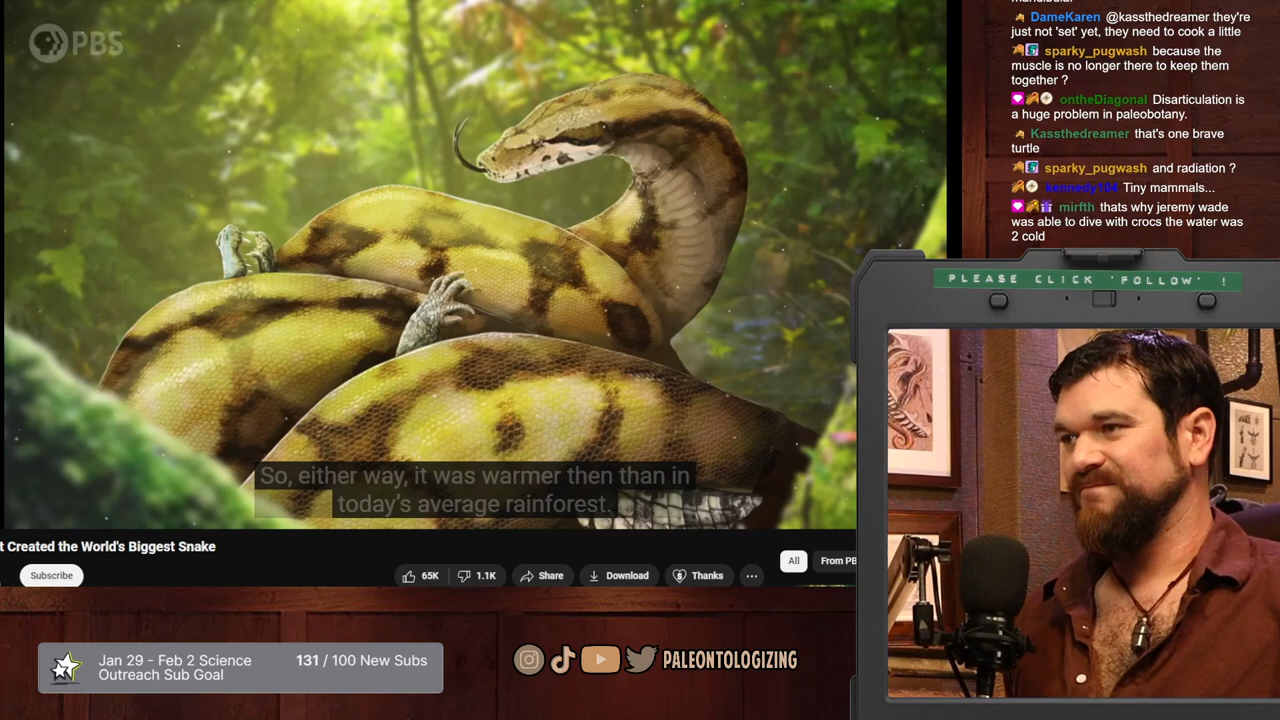 PBS
So, either way, it was warmer then than in
today's average rainforest.
t Created the World's Biggest Snake
Subscribe
65K
1.1K
Share
Download
Thanks
All
From PB
Jan 29 - Feb 2 Science
Outreach Sub Goal
131 / 100 New Subs
PALEONTOLOGIZING
DameKaren @kassthedreamer they're
just not 'set' yet, they need to cook a little
sparky_pugwash because the
muscle is no longer there to keep them
together ?
ontheDiagonal Disarticulation is
a huge problem in paleobotany.
Kassthedreamer that's one brave
turtle
sparky_pugwash and radiation ?
kennedy104 Tiny mammals...
mirfth thats why jeremy wade
was able to dive with crocs the water was
2 cold
PLEASE CLICK 'FOLLOW' !